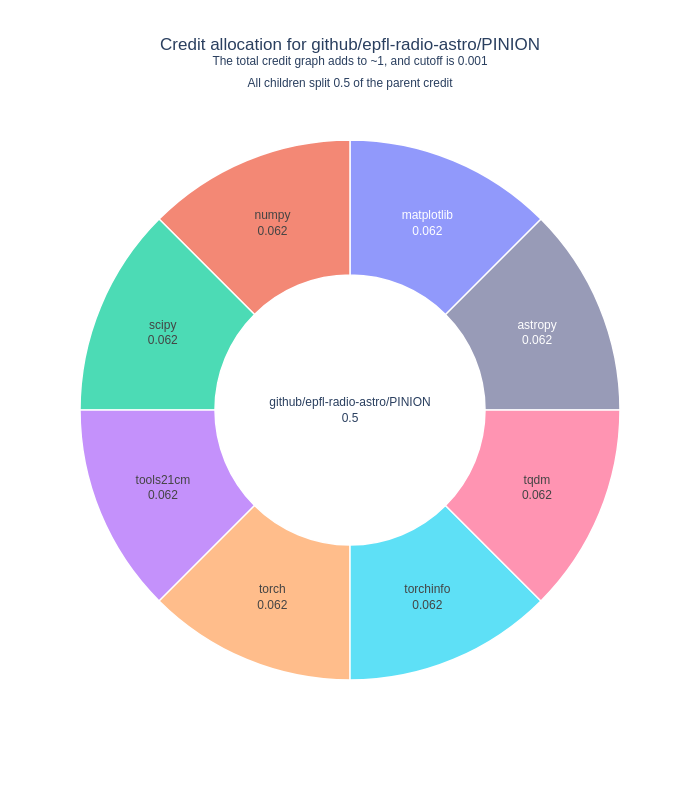 Credit allocation for github/epfl-radio-astro/PINION
The total credit graph adds to ~1, and cutoff is 0.001
All children split 0.5 of the parent credit
numpy
0.062
matplotlib
0.062
scipy
0.062
astropy
0.062
github/epfl-radio-astro/PINION
0.5
tools21cm
0.062
tqdm
0.062
torch
0.062
torchinfo
0.062